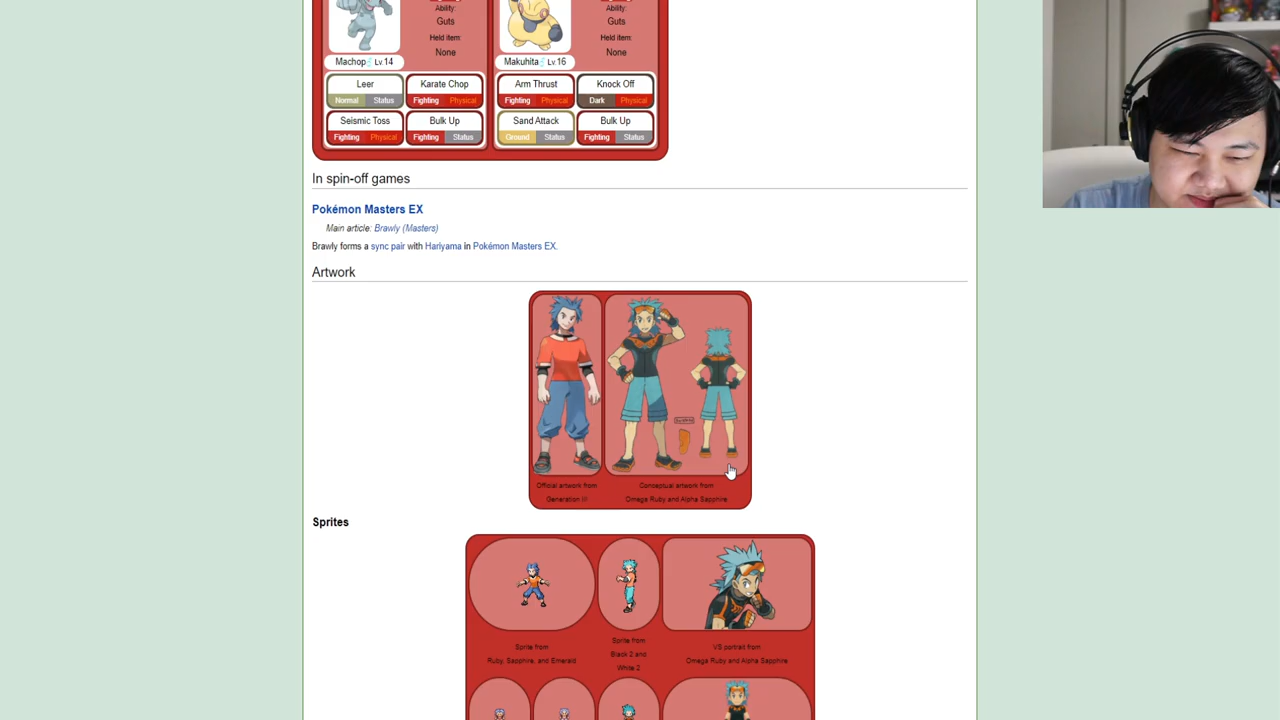 Ability: Ability:
Guts Guts
Held item: Held item:
None None
Machop♂ Lv.14 Makuhita♂ Lv.16
Leer Karate Chop Arm Thrust Knock Off
Normal Status Fighting Physical Fighting Physical Dark Physical
Seismic Toss Bulk Up Sand Attack Bulk Up
Fighting Physical Fighting Status Ground Status Fighting Status
In spin-off games
Pokémon Masters EX
Main article: Brawly (Masters)
Brawly forms a sync pair with Hariyama in Pokémon Masters EX.
Artwork
Official artwork from
Generation III
Conceptual artwork from
Omega Ruby and Alpha Sapphire
Sprites
Sprite from
Ruby, Sapphire, and Emerald
Sprite from
Black 2 and
White 2
VS portrait from
Omega Ruby and Alpha Sapphire